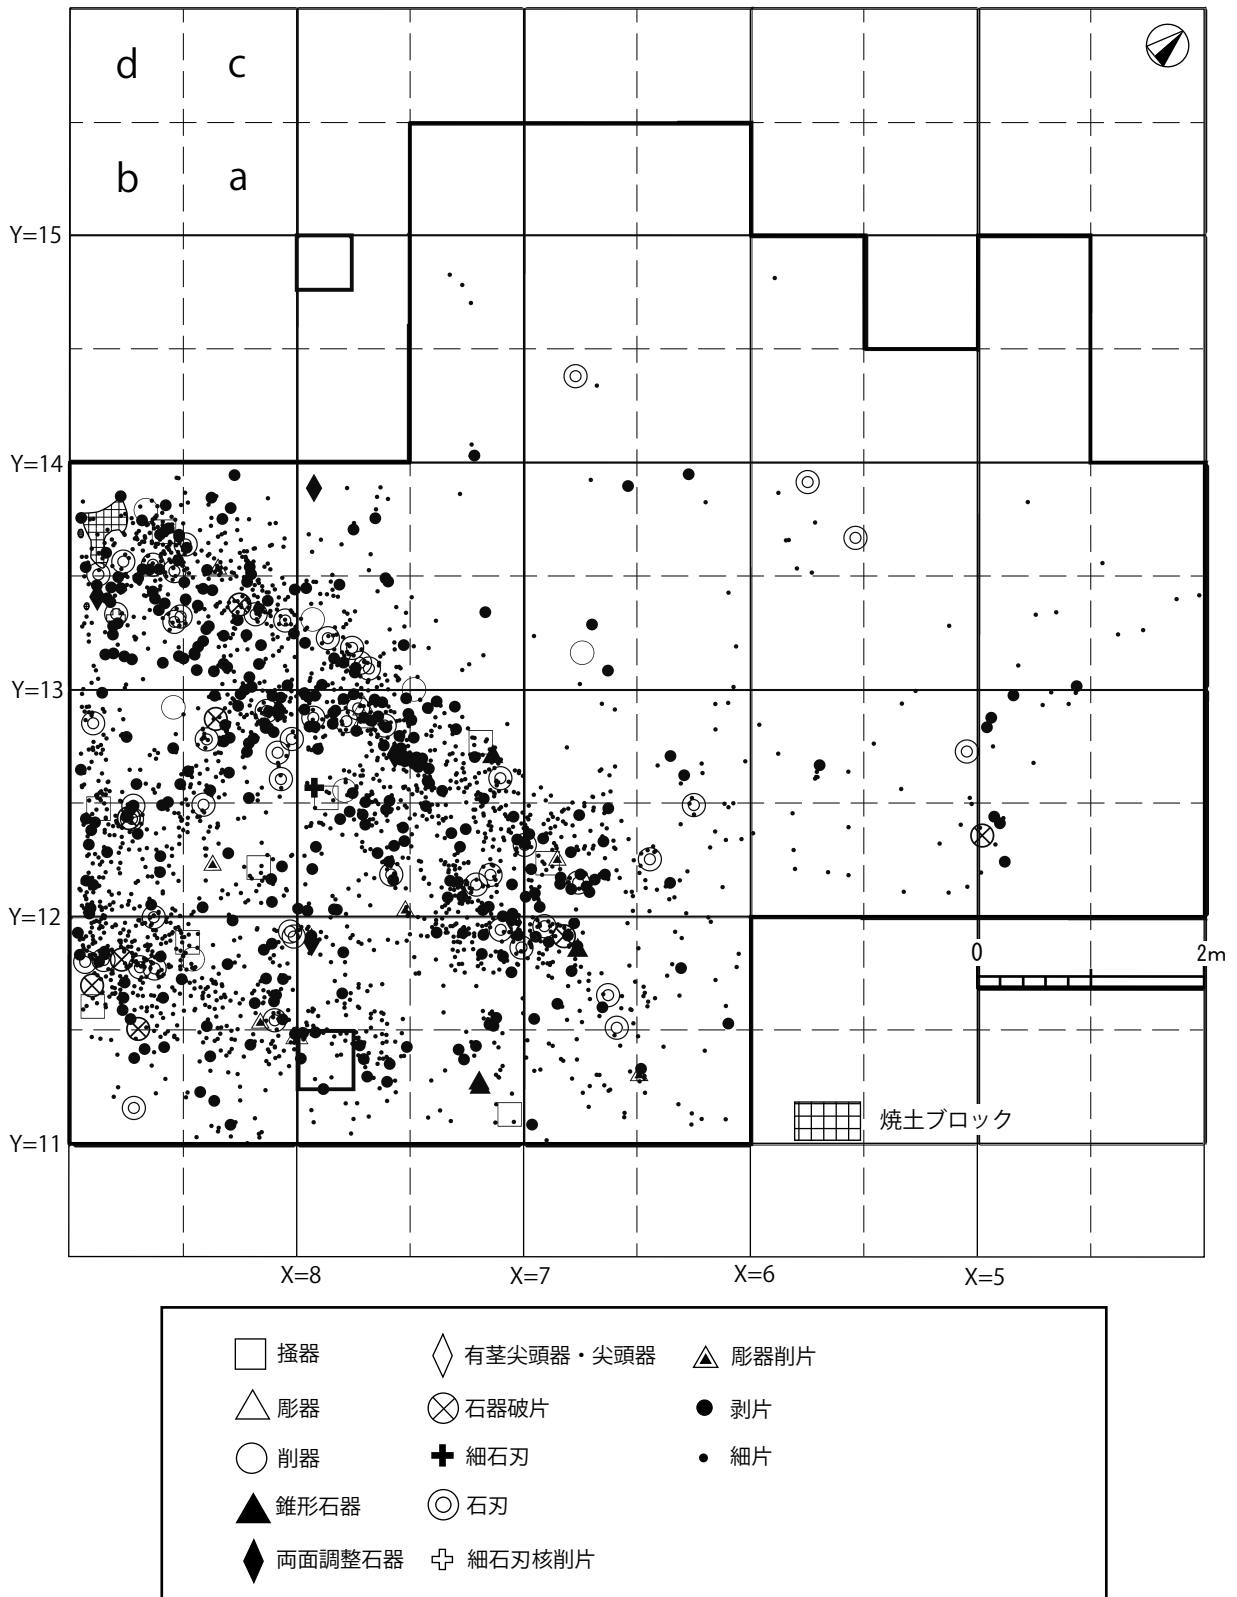 d c
b a
Y=15
Y=14
Y=13
Y=12
0 2m
焼土ブロック
Y=11
X=8 X=7 X=6 X=5
掻器 有茎尖頭器・尖頭器 彫器削片
彫器 石器破片 剥片
削器 細石刃 細片
錐形石器 石刃
両面調整石器 細石刃核削片